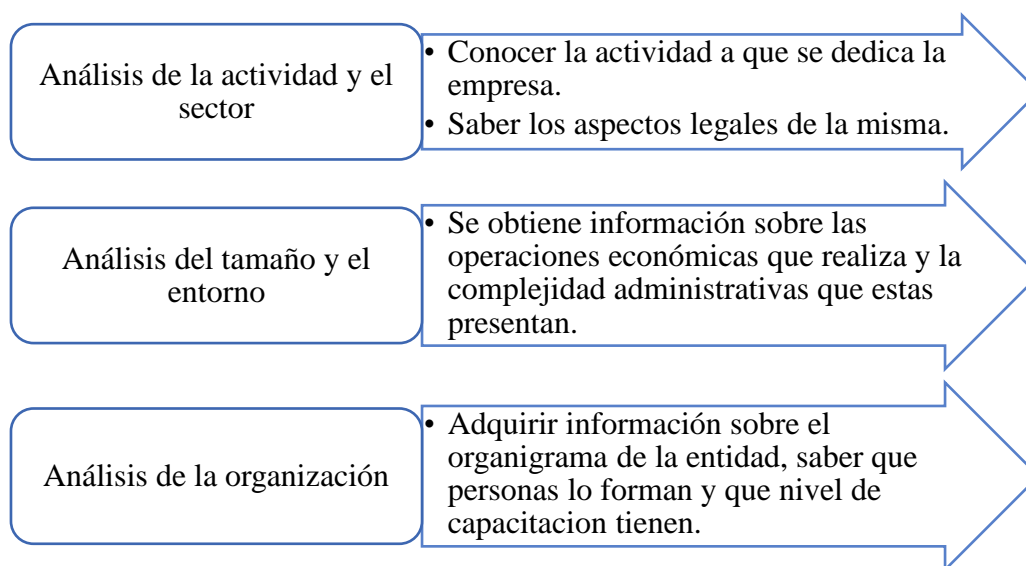 Análisis de la actividad y el
sector
• Conocer la actividad a que se dedica la
empresa.
• Saber los aspectos legales de la misma.
Análisis del tamaño y el
entorno
• Se obtiene información sobre las
operaciones económicas que realiza y la
complejidad administrativas que estas
presentan.
Análisis de la organización
• Adquirir información sobre el
organigrama de la entidad, saber que
personas lo forman y que nivel de
capacitacion tienen.